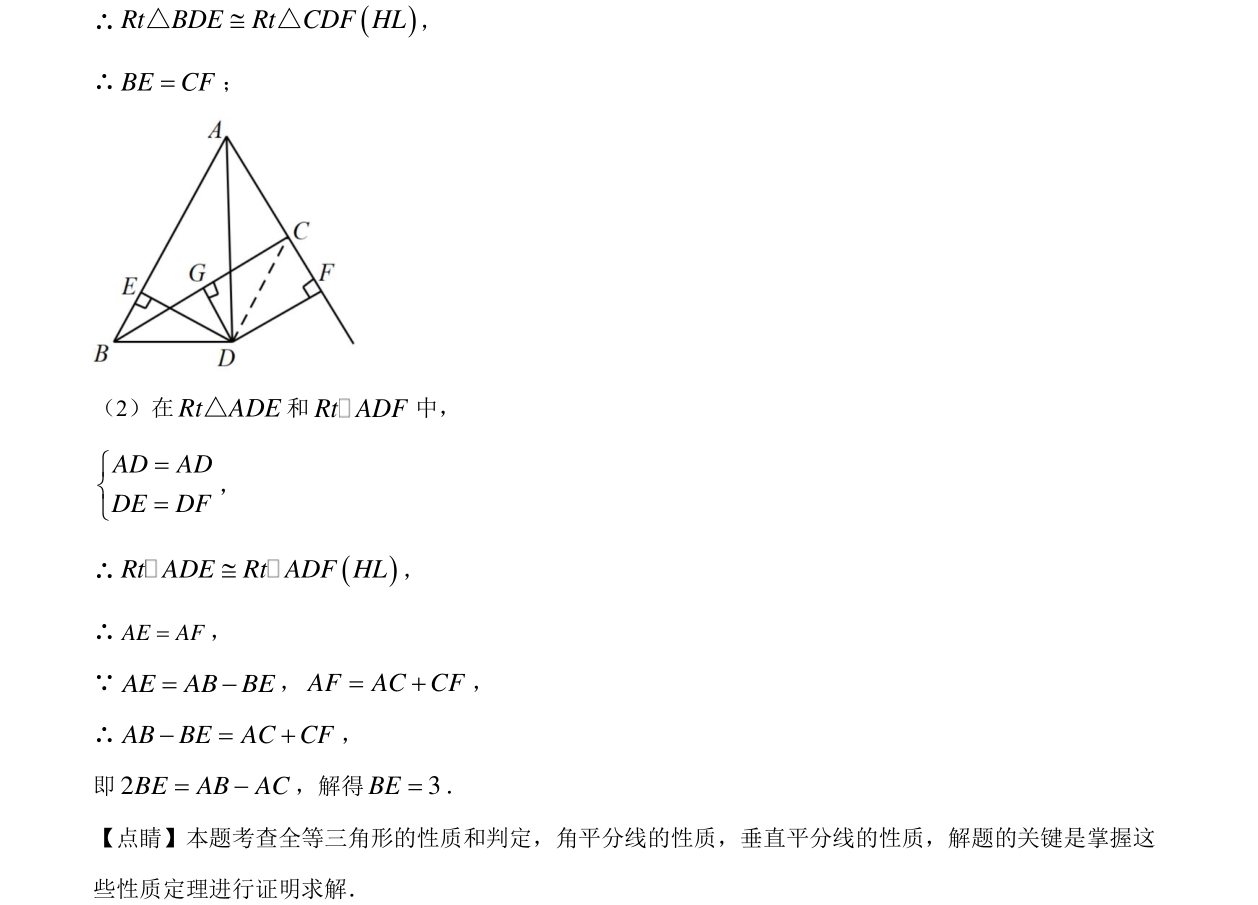 ∴ Rt△BDE ≅ Rt△CDF(HL)，
∴ BE = CF；
A
C
G
F
E
B
D
（2）在 Rt△ADE 和 Rt□ADF 中，
{AD = AD
DE = DF，
∴ Rt□ADE ≅ Rt□ADF(HL)，
∴ AE = AF，
∵ AE = AB－BE，AF = AC＋CF，
∴ AB－BE = AC＋CF，
即 2BE = AB－AC，解得 BE = 3．
【点睛】本题考查全等三角形的性质和判定，角平分线的性质，垂直平分线的性质，解题的关键是掌握这
些性质定理进行证明求解．